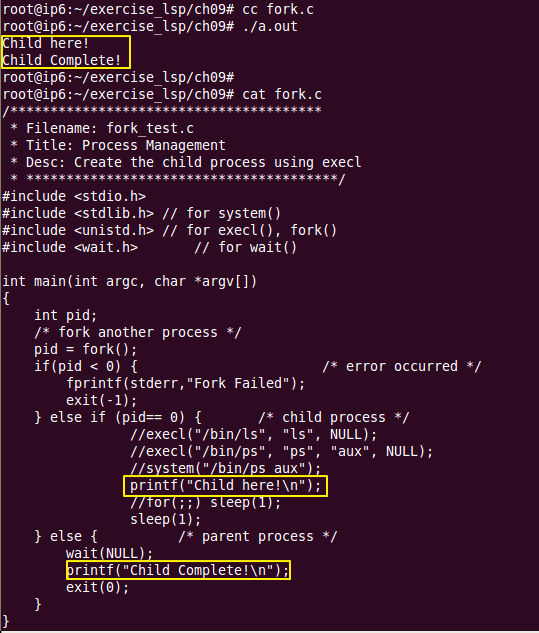 root@ip6:~/exercise_lsp/ch09# cc fork.c
root@ip6:~/exercise_lsp/ch09# ./a.out
Child here!
Child Complete!
root@ip6:~/exercise_lsp/ch09#
root@ip6:~/exercise_lsp/ch09# cat fork.c
/***************************************
 * Filename: fork_test.c
 * Title: Process Management
 * Desc: Create the child process using execl
 * ***************************************/
#include <stdio.h>
#include <stdlib.h> // for system()
#include <unistd.h> // for execl(), fork()
#include <wait.h>      // for wait()

int main(int argc, char *argv[])
{
    int pid;
    /* fork another process */
    pid = fork();
    if(pid < 0) {                       /* error occurred */
        fprintf(stderr,"Fork Failed");
        exit(-1);
    } else if (pid== 0) {       /* child process */
                //execl("/bin/ls", "ls", NULL);
                //execl("/bin/ps", "ps", "aux", NULL);
                //system("/bin/ps aux");
                printf("Child here!\n");
                //for(;;) sleep(1);
                sleep(1);
    } else {          /* parent process */
        wait(NULL);
        printf("Child Complete!\n");
        exit(0);
    }
}